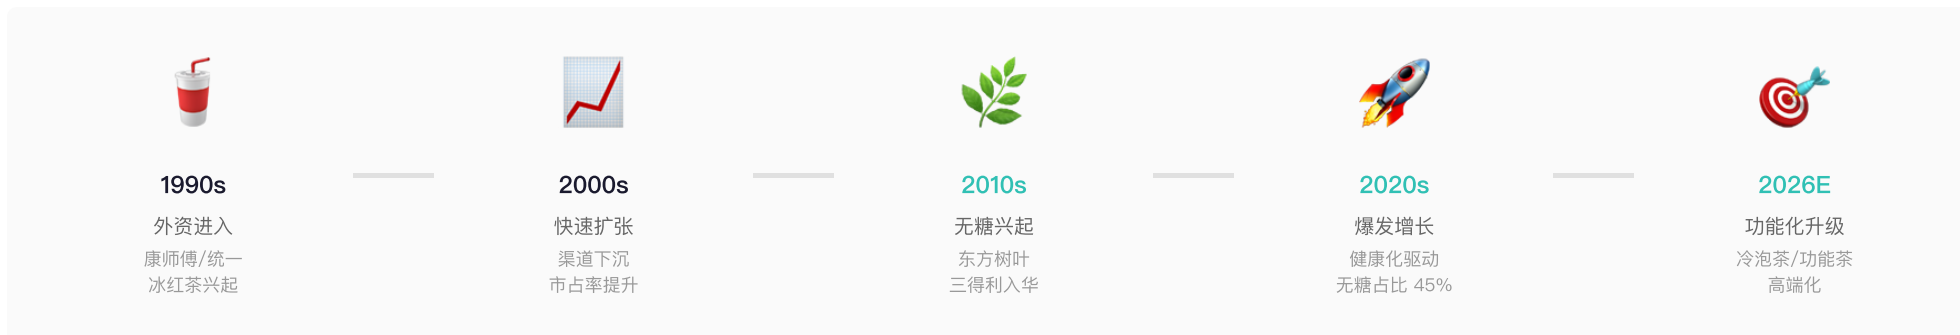 1990s
外资进入
康师傅/统一
冰红茶兴起
2000s
快速扩张
渠道下沉
市占率提升
2010s
无糖兴起
东方树叶
三得利入华
2020s
爆发增长
健康化驱动
无糖占比 45%
2026E
功能化升级
冷泡茶/功能茶
高端化